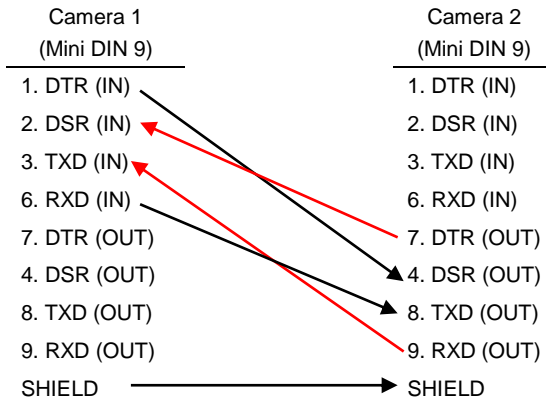 Camera 1
(Mini DIN 9)
1. DTR (IN)
2. DSR (IN)
3. TXD (IN)
6. RXD (IN)
7. DTR (OUT)
4. DSR (OUT)
8. TXD (OUT)
9. RXD (OUT)
SHIELD
Camera 2
(Mini DIN 9)
1. DTR (IN)
2. DSR (IN)
3. TXD (IN)
6. RXD (IN)
7. DTR (OUT)
4. DSR (OUT)
8. TXD (OUT)
9. RXD (OUT)
SHIELD